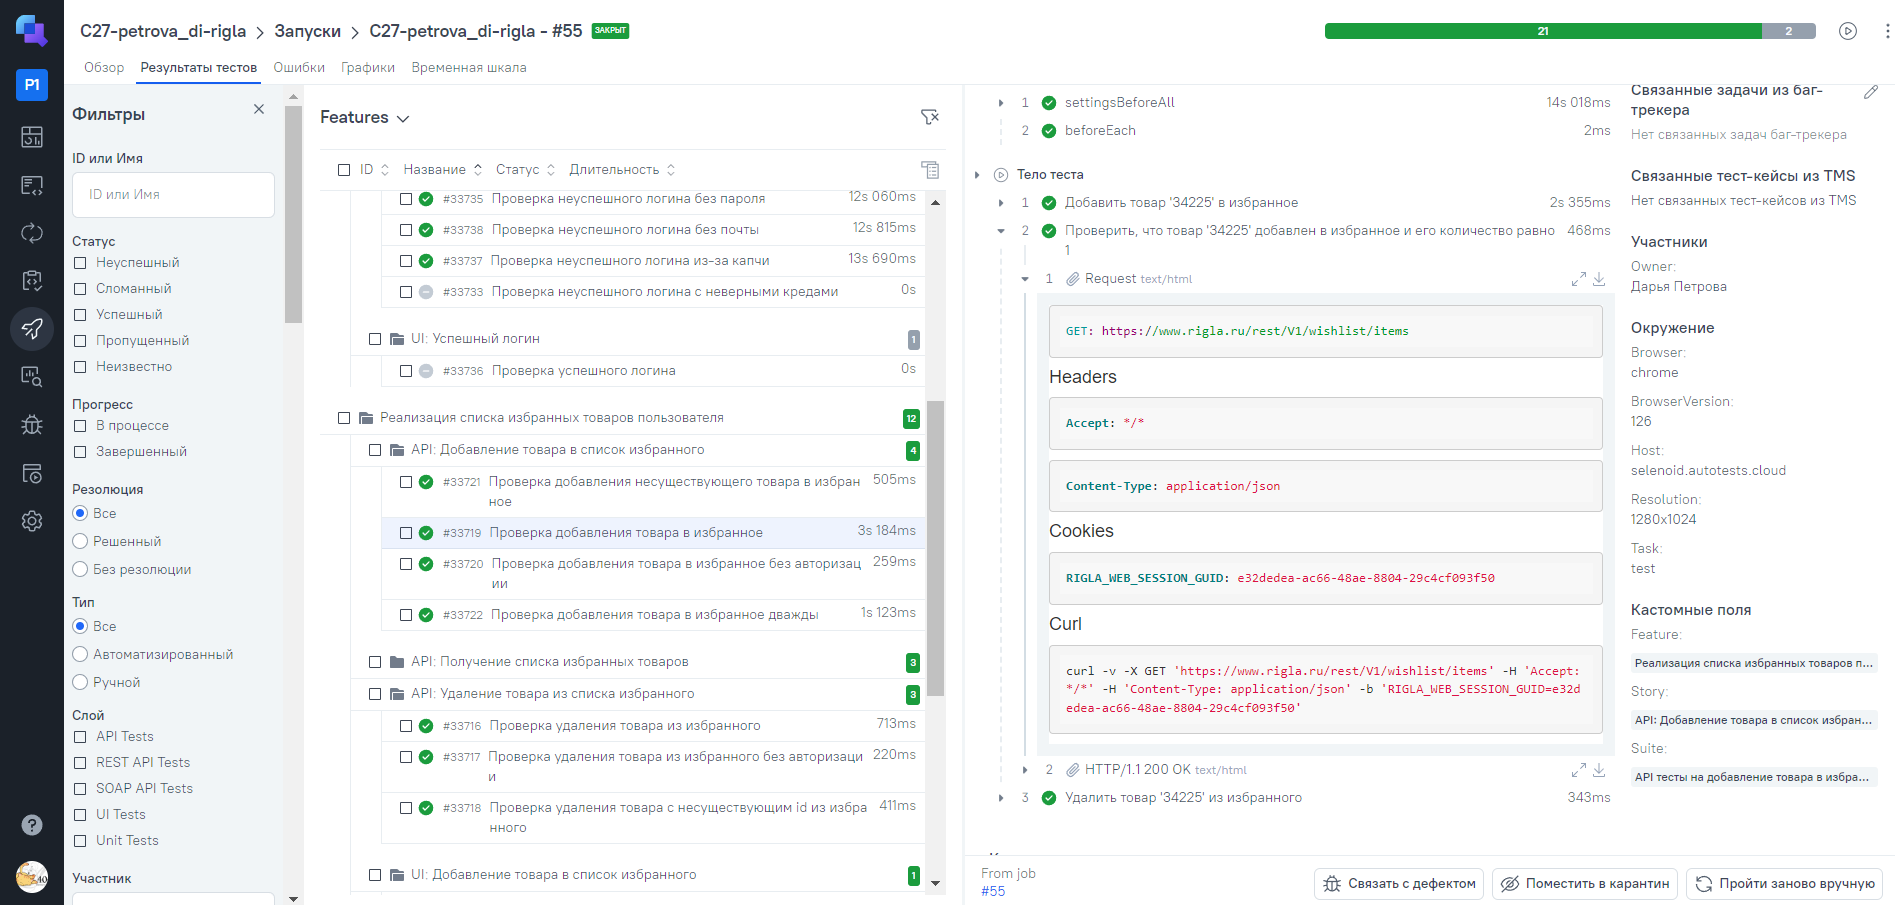 C27-petrova_di-rigla > Запуски > C27-petrova_di-rigla - #55 ЗАКРЫТ
21
2
Обзор Результаты тестов Ошибки Графики Временная шкала
P1
Фильтры
ID или Имя
ID или Имя
Статус
Неуспешный
Сломанный
Успешный
Пропущенный
Неизвестно
Прогресс
В процессе
Завершенный
Резолюция
Все
Решенный
Без резолюции
Тип
Все
Автоматизированный
Ручной
Слой
API Tests
REST API Tests
SOAP API Tests
UI Tests
Unit Tests
Участник
Features
ID Название Статус Длительность
#33735 Проверка неуспешного логина без пароля 12s 060ms
#33738 Проверка неуспешного логина без почты 12s 815ms
#33737 Проверка неуспешного логина из-за капчи 13s 690ms
#33733 Проверка неуспешного логина с неверными кредами 0s
UI: Успешный логин 1
#33736 Проверка успешного логина 0s
Реализация списка избранных товаров пользователя 12
API: Добавление товара в список избранного 4
#33721 Проверка добавления несуществующего товара в избран 505ms
ное
#33719 Проверка добавления товара в избранное 3s 184ms
#33720 Проверка добавления товара в избранное без авторизац 259ms
ии
#33722 Проверка добавления товара в избранное дважды 1s 123ms
API: Получение списка избранных товаров 3
API: Удаление товара из списка избранного 3
#33716 Проверка удаления товара из избранного 713ms
#33717 Проверка удаления товара из избранного без авторизаци 220ms
и
#33718 Проверка удаления товара с несуществующим id из избра 411ms
нного
UI: Добавление товара в список избранного 1
1 settingsBeforeAll 14s 018ms
2 beforeEach 2ms
Тело теста
1 Добавить товар '34225' в избранное 2s 355ms
2 Проверить, что товар '34225' добавлен в избранное и его количество равно 468ms
1
1 Request text/html
GET: https://www.rigla.ru/rest/V1/wishlist/items
Headers
Accept: */*
Content-Type: application/json
Cookies
RIGLA_WEB_SESSION_GUID: e32dedea-ac66-48ae-8804-29c4cf093f50
Curl
curl -v -X GET 'https://www.rigla.ru/rest/V1/wishlist/items' -H 'Accept:
*/*' -H 'Content-Type: application/json' -b 'RIGLA_WEB_SESSION_GUID=e32d
edea-ac66-48ae-8804-29c4cf093f50'
2 HTTP/1.1 200 OK text/html
3 Удалить товар '34225' из избранного 343ms
From job
#55
Связать с дефектом
Поместить в карантин
Пройти заново вручную
Связанные задачи из баг-
трекера
Нет связанных задач баг-трекера
Связанные тест-кейсы из TMS
Нет связанных тест-кейсов из TMS
Участники
Owner:
Дарья Петрова
Окружение
Browser:
chrome
BrowserVersion:
126
Host:
selenoid.autotests.cloud
Resolution:
1280x1024
Task:
test
Кастомные поля
Feature:
Реализация списка избранных товаров п...
Story:
API: Добавление товара в список избран...
Suite:
API тесты на добавление товара в избра...